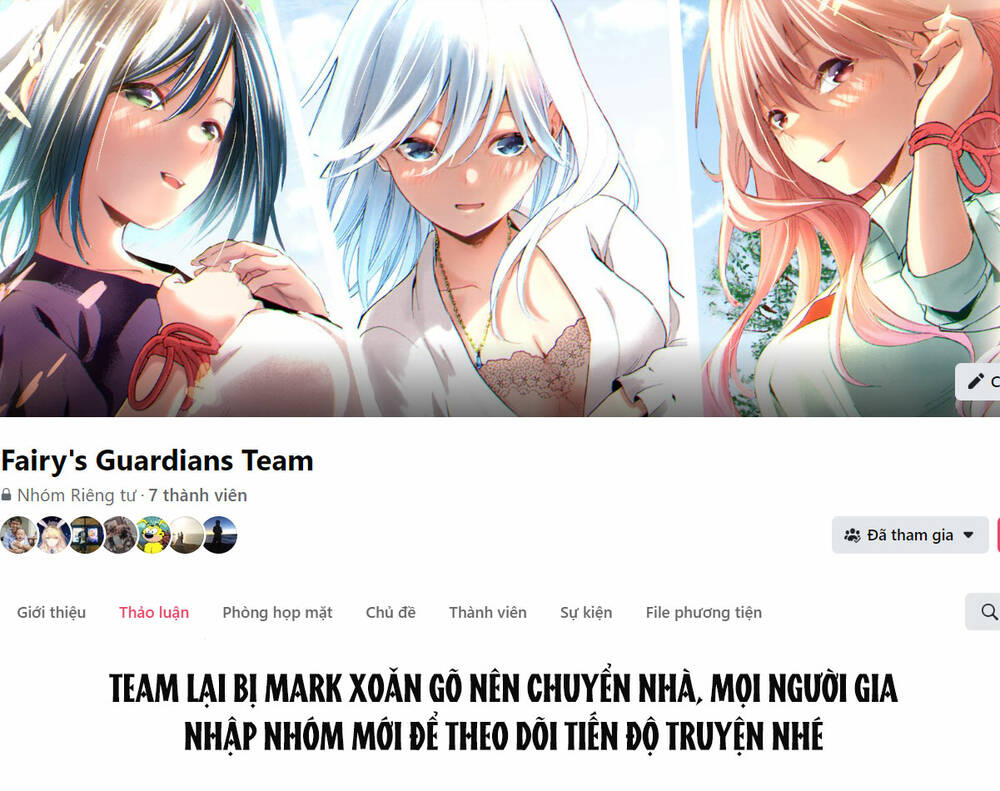 C
Fairy's Guardians Team
Nhóm Riêng tư · 7 thành viên
Đã tham gia
Giới thiệu Thảo luận Phòng họp mặt Chủ đề Thành viên Sự kiện File phương tiện
TEAM LẠI BỊ MARK XOĂN GÕ NÊN CHUYỂN NHÀ, MỌI NGƯỜI GIA
NHẬP NHÓM MỚI ĐỂ THEO DÕI TIẾN ĐỘ TRUYỆN NHÉ